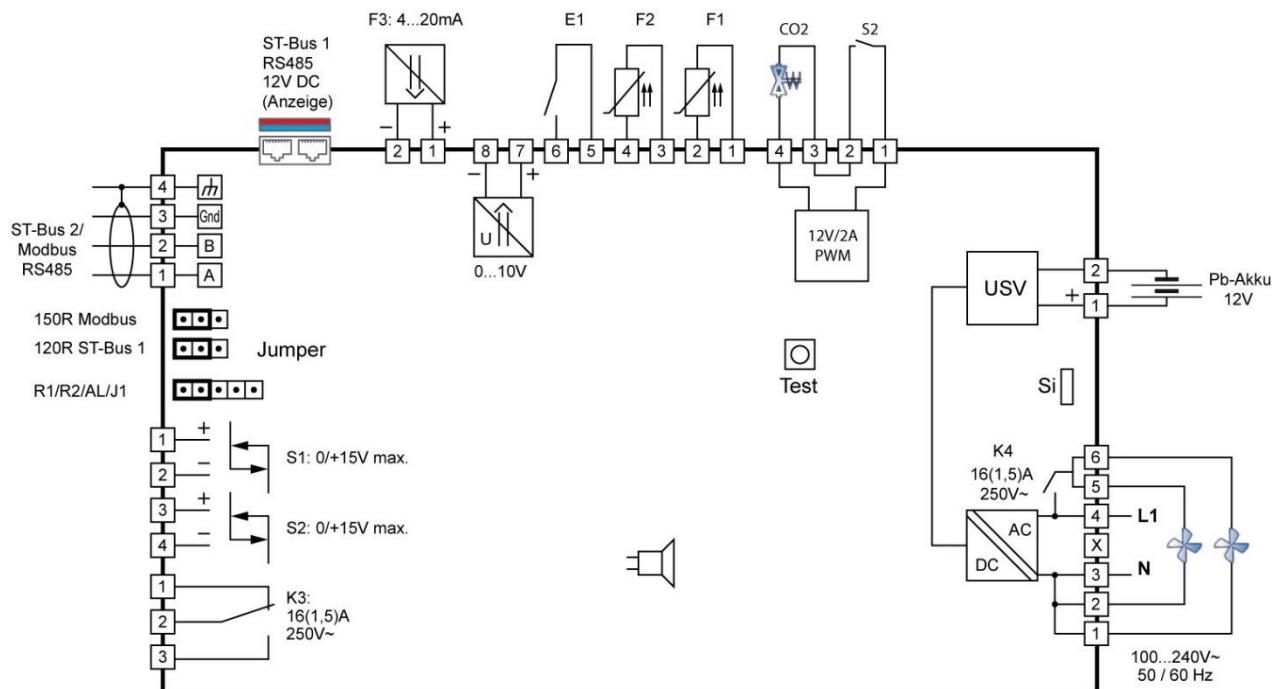 F3: 4...20mA
E1
F2
F1
CO2
S2
ST-Bus 1
RS485
12V DC
(Anzeige)
− +
2 1
8 7 6 5 4 3 2 1
4 3 2 1
− +
U
0...10V
12V/2A
PWM
4
3 Gnd
2 B
1 A
ST-Bus 2/
Modbus
RS485
150R Modbus
120R ST-Bus 1
Jumper
R1/R2/AL/J1
Test
USV
2
+ 1
Pb-Akku
12V
Si
1 +
2 −
S1: 0/+15V max.
3 +
4 −
S2: 0/+15V max.
1
2
3
K3:
16(1,5)A
250V~
K4
16(1,5)A
250V~
AC
DC
6
5
4 L1
X
3 N
2
1
100...240V~
50 / 60 Hz